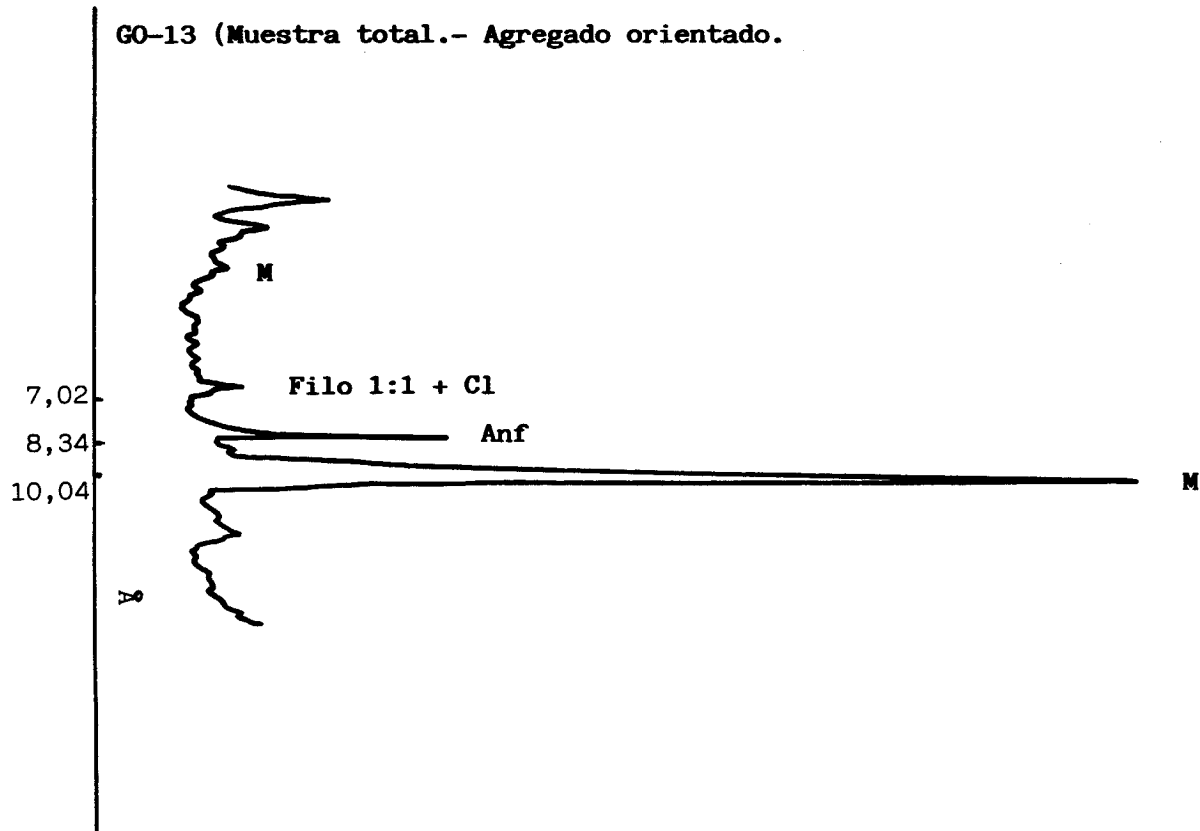 GO-13 (Muestra total.- Agregado orientado.
M
7,02
Filo 1:1 + Cl
8,34
Anf
10,04
M
Å